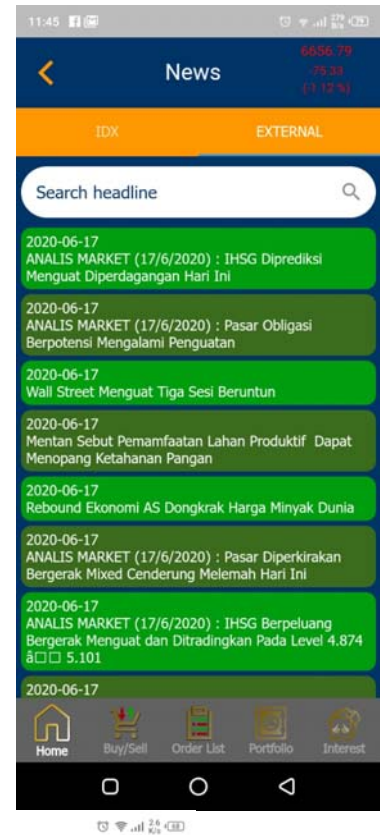 11:45
News
6656.79
-75.33
(-1.12 %)
IDX
EXTERNAL
Search headline
2020-06-17
ANALIS MARKET (17/6/2020) : IHSG Diprediksi
Menguat Diperdagangan Hari Ini
2020-06-17
ANALIS MARKET (17/6/2020) : Pasar Obligasi
Berpotensi Mengalami Penguatan
2020-06-17
Wall Street Menguat Tiga Sesi Beruntun
2020-06-17
Mentan Sebut Pemamfaatan Lahan Produktif Dapat
Menopang Ketahanan Pangan
2020-06-17
Rebound Ekonomi AS Dongkrak Harga Minyak Dunia
2020-06-17
ANALIS MARKET (17/6/2020) : Pasar Diperkirakan
Bergerak Mixed Cenderung Melemah Hari Ini
2020-06-17
ANALIS MARKET (17/6/2020) : IHSG Berpeluang
Bergerak Menguat dan Ditradingkan Pada Level 4.874
â□□ 5.101
2020-06-17
Home
Buy/Sell
Order List
Portfolio
Interest